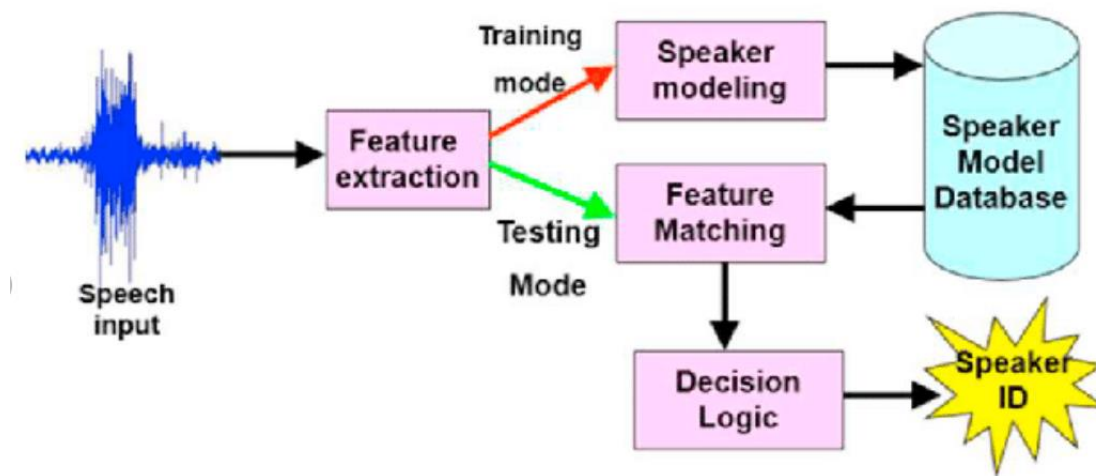 Training
mode
Speaker
modeling
Feature
extraction
Speaker
Model
Database
Feature
Matching
Testing
Mode
Speech
input
Decision
Logic
Speaker
ID